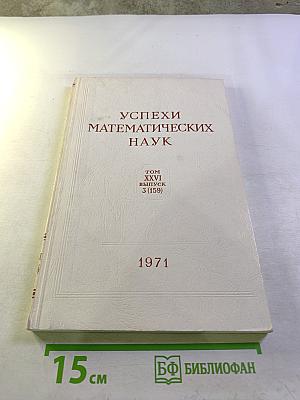 УСПЕХИ
МАТЕМАТИЧЕСКИХ
НАУК
ТОМ
XXVI
ВЫПУСК
3(159)
1971
15 см
БФ БИБЛИОФАН